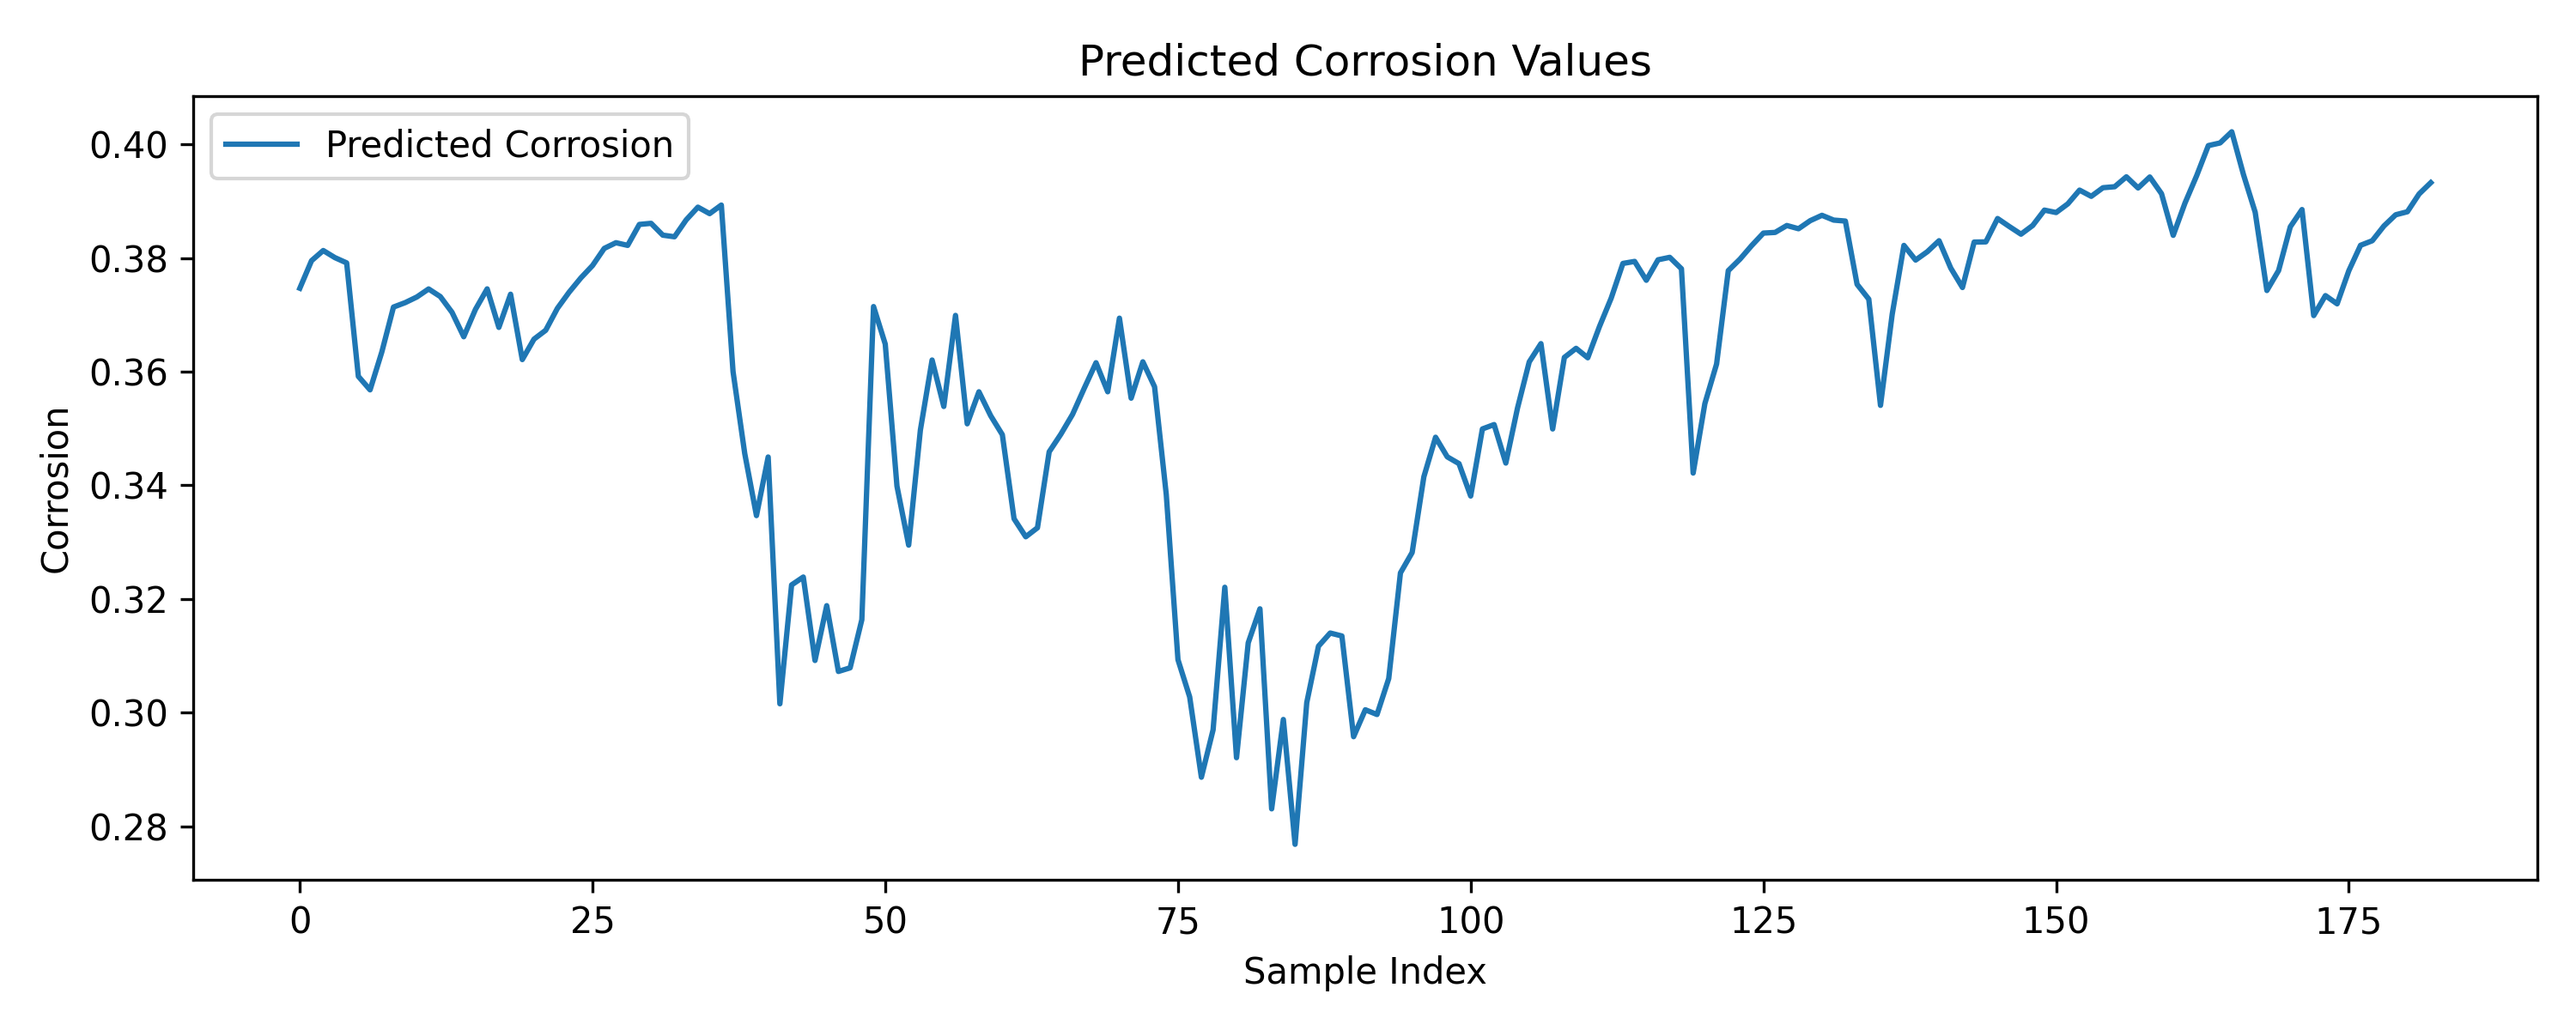 Predicted Corrosion Values
Predicted Corrosion
Corrosion
0.40
0.38
0.36
0.34
0.32
0.30
0.28
0 25 50 75 100 125 150 175
Sample Index